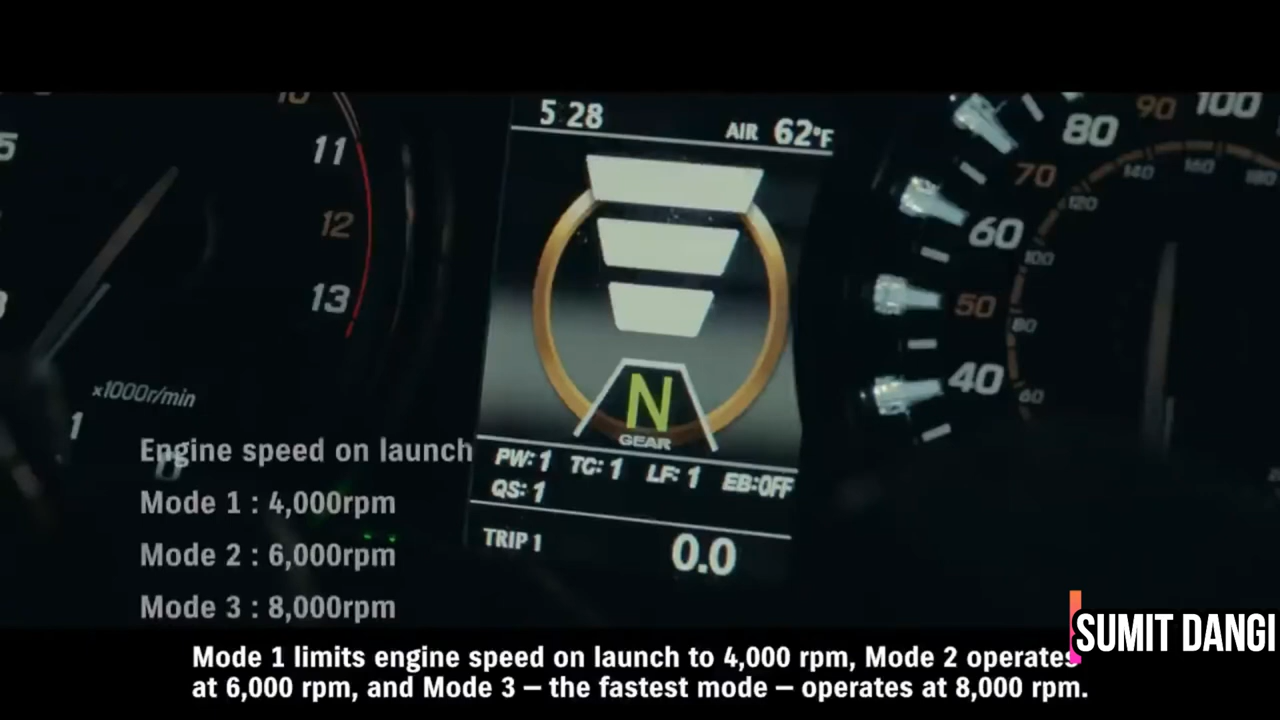 10
11
12
13
x1000r/min
1
0
5 28
AIR 62°F
N
GEAR
PW: 1 TC: 1 LF: 1 EB:OFF
QS: 1
TRIP 1
0.0
100
90
80
70
60
50
40
180
160
140
120
100
80
60
Engine speed on launch
Mode 1 : 4,000rpm
Mode 2 : 6,000rpm
Mode 3 : 8,000rpm
SUMIT DANGI
Mode 1 limits engine speed on launch to 4,000 rpm, Mode 2 operates
at 6,000 rpm, and Mode 3 – the fastest mode – operates at 8,000 rpm.